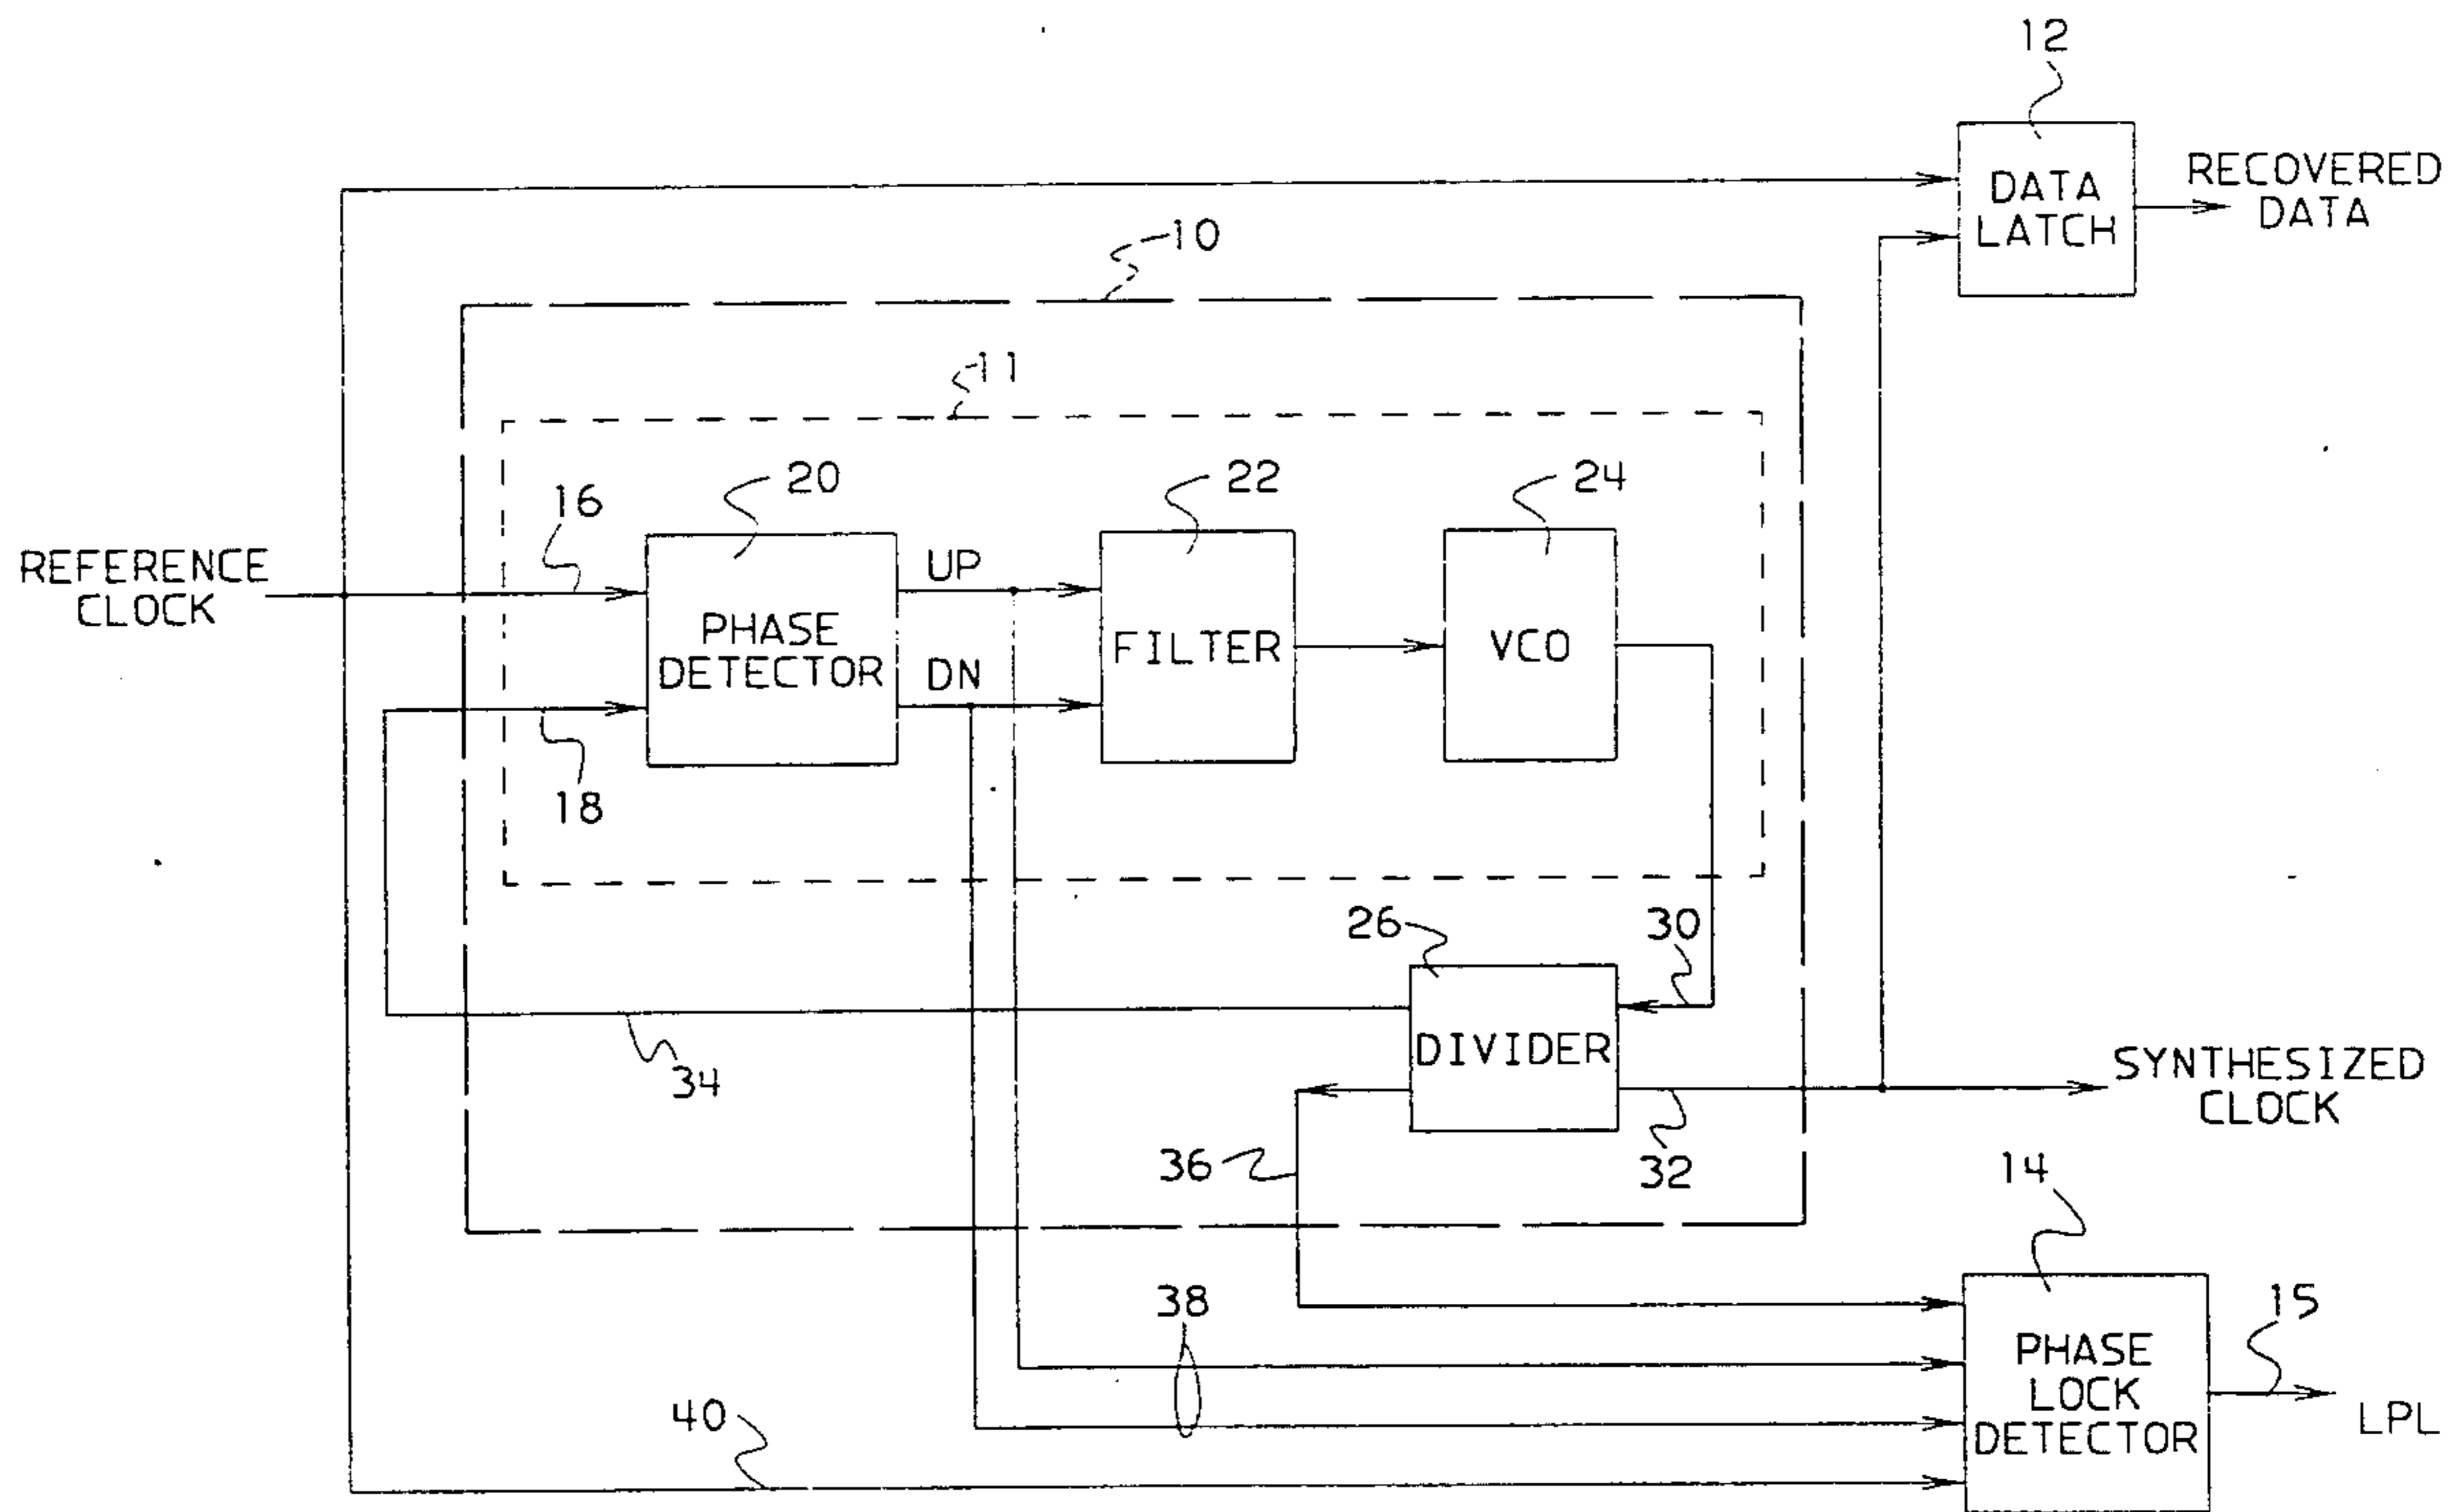 12
DATA
LATCH
RECOVERED
DATA
10
11
16
20
22
24
REFERENCE
CLOCK
UP
PHASE
DETECTOR
DN
FILTER
VCO
18
26
30
DIVIDER
34
SYNTHESIZED
CLOCK
36
32
14
38
15
PHASE
LOCK
DETECTOR
LPL
40